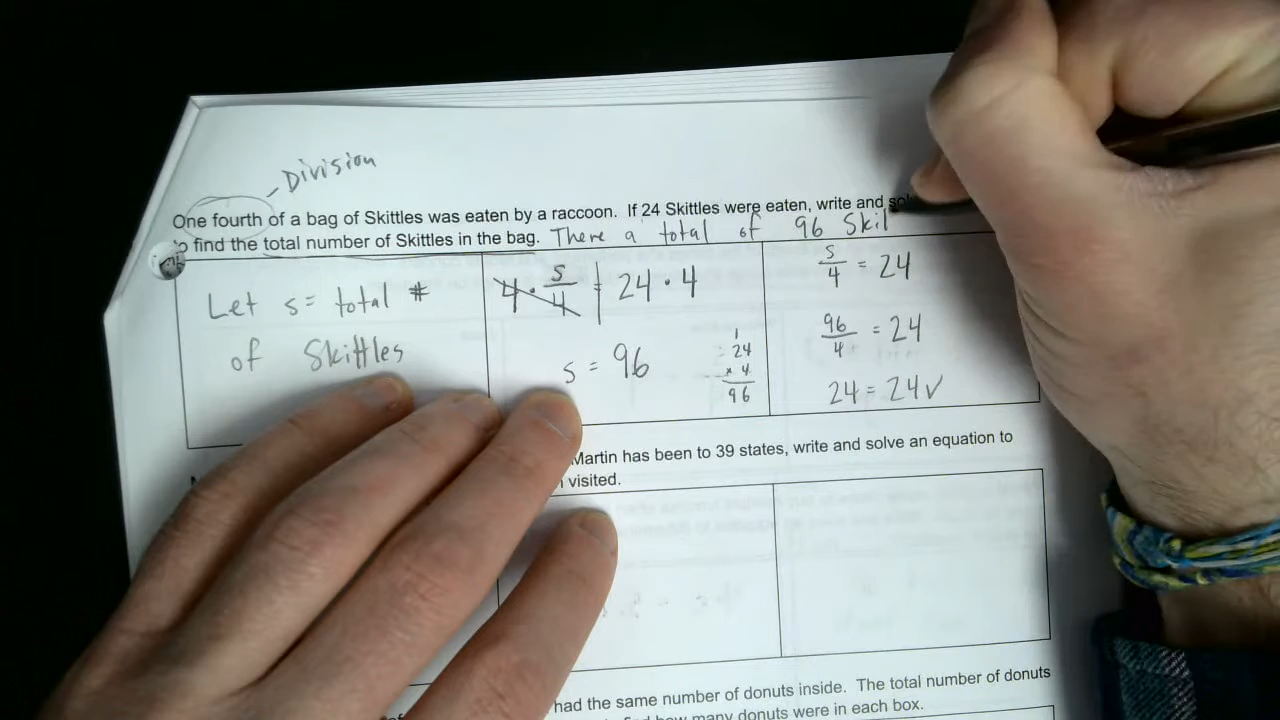 Division
One fourth of a bag of Skittles was eaten by a raccoon. If 24 Skittles were eaten, write and
to find the total number of Skittles in the bag. There a total of 96 Skil
Let s = total #
of Skittles
4 · s/4 = 24 · 4
s = 96
1
24
× 4
96
s/4 = 24
96/4 = 24
24 = 24 ✓
Martin has been to 39 states, write and solve an equation to
visited.
had the same number of donuts inside. The total number of donuts
how many donuts were in each box.